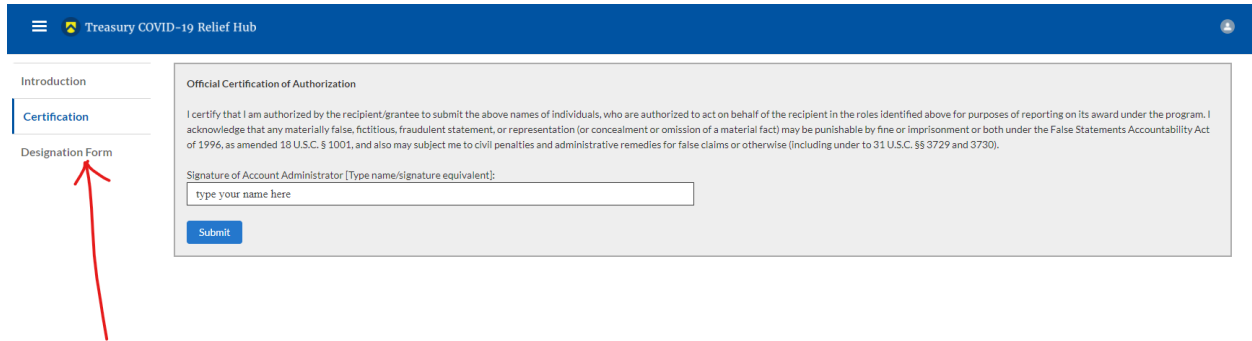 Treasury COVID-19 Relief Hub
Introduction
Certification
Designation Form
Official Certification of Authorization
I certify that I am authorized by the recipient/grantee to submit the above names of individuals, who are authorized to act on behalf of the recipient in the roles identified above for purposes of reporting on its award under the program. I
acknowledge that any materially false, fictitious, fraudulent statement, or representation (or concealment or omission of a material fact) may be punishable by fine or imprisonment or both under the False Statements Accountability Act
of 1996, as amended 18 U.S.C. § 1001, and also may subject me to civil penalties and administrative remedies for false claims or otherwise (including under to 31 U.S.C. §§ 3729 and 3730).
Signature of Account Administrator [Type name/signature equivalent]:
type your name here
Submit